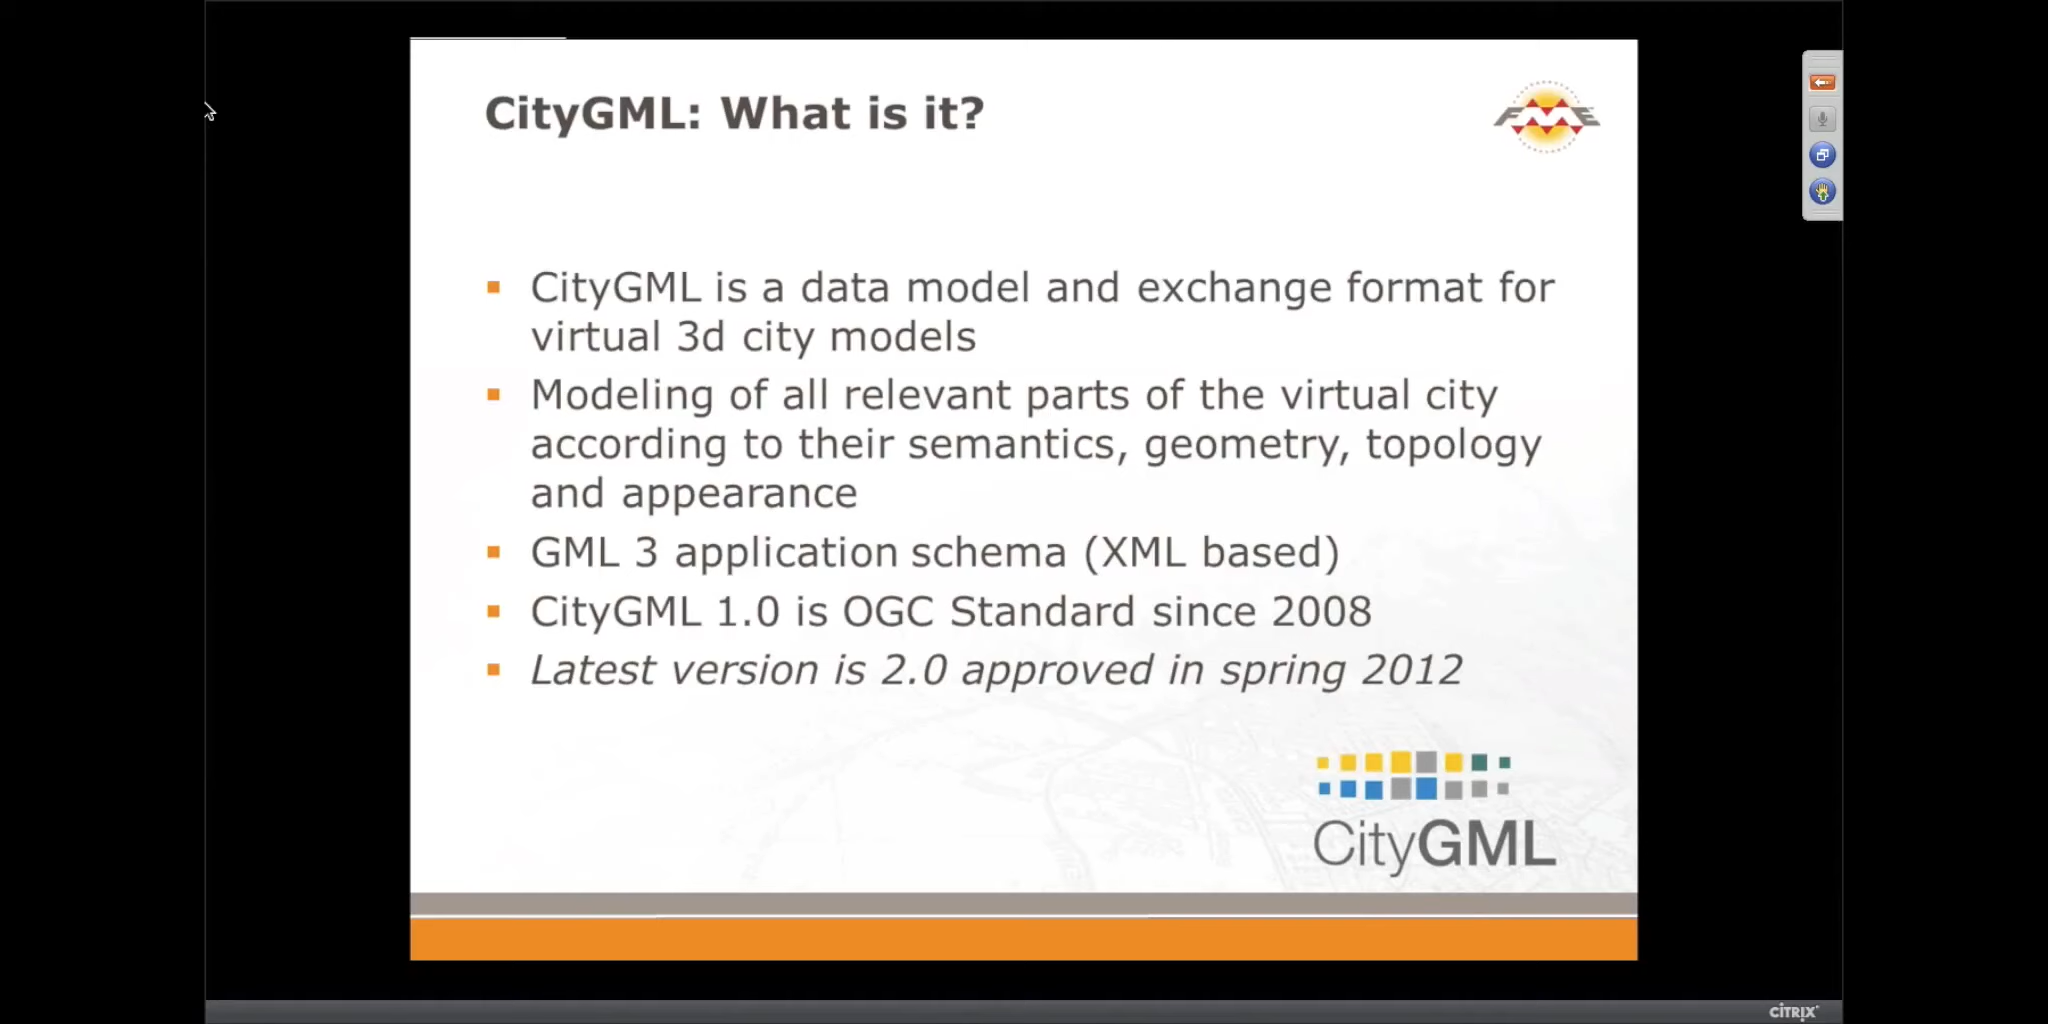 CityGML: What is it?
FME
CityGML is a data model and exchange format for
virtual 3d city models
Modeling of all relevant parts of the virtual city
according to their semantics, geometry, topology
and appearance
GML 3 application schema (XML based)
CityGML 1.0 is OGC Standard since 2008
Latest version is 2.0 approved in spring 2012
CityGML
CITRIX